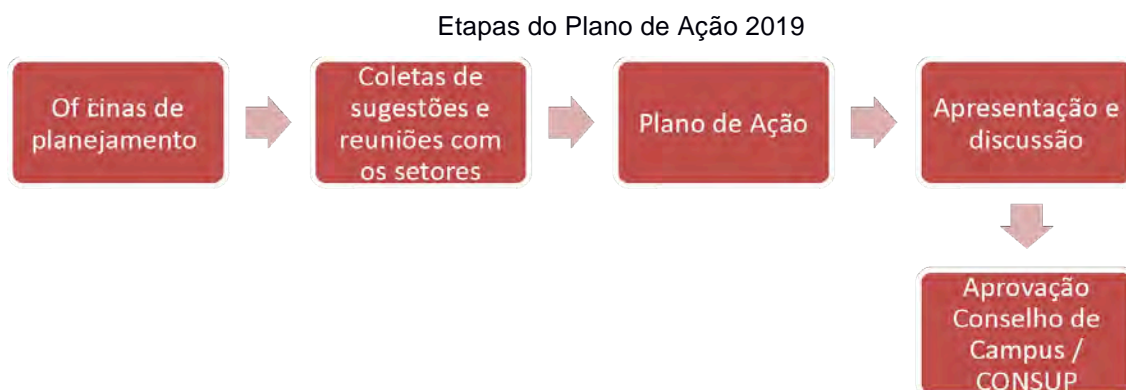 Etapas do Plano de Ação 2019
Oficinas de
planejamento
Coletas de
sugestões e
reuniões com
os setores
Plano de Ação
Apresentação e
discussão
Aprovação
Conselho de
Campus /
CONSUP